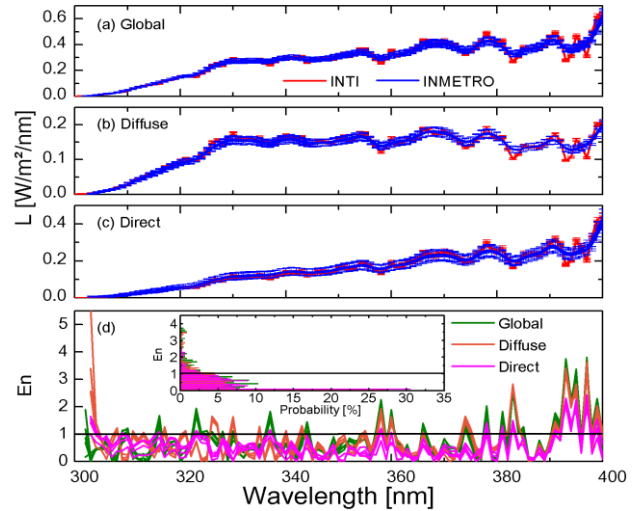 (a) Global
0.6
0.4
0.2
0.0
INTI INMETRO
(b) Diffuse
0.2
0.1
0.0
L [W/m²/nm]
(c) Direct
0.4
0.2
0.0
(d)
5
4
3
2
1
0
En
4
3
2
1
0
En
0 5 10 15 20 25 30 35
Probability [%]
Global
Diffuse
Direct
300 320 340 360 380 400
Wavelength [nm]